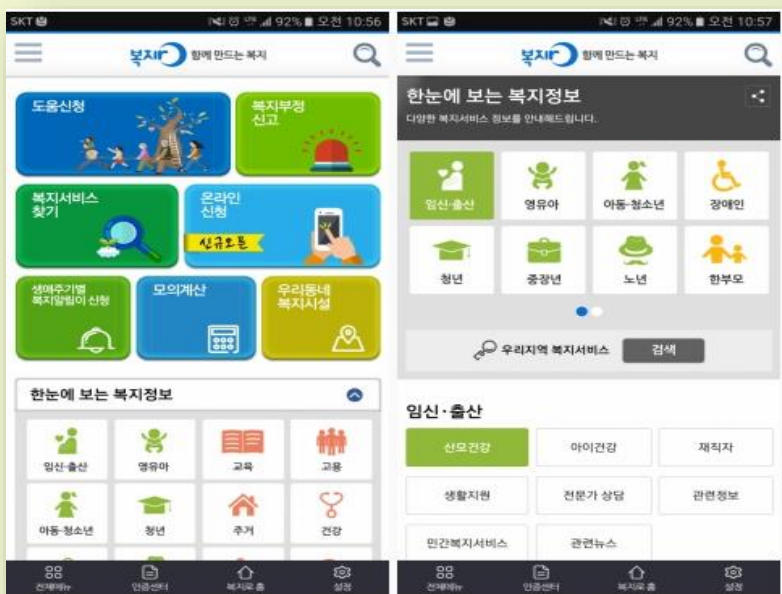 SKT 92% 오전 10:56
복지로 함께 만드는 복지
도움신청
복지부정
신고
복지서비스
찾기
온라인
신청
신규오픈
생애주기별
복지알림이 신청
모의계산
우리동네
복지시설
한눈에 보는 복지정보
임신·출산 영유아 교육 고용
아동·청소년 청년 주거 건강
전체메뉴 인증센터 복지로 홈 설정
SKT 92% 오전 10:57
복지로 함께 만드는 복지
한눈에 보는 복지정보
다양한 복지서비스 정보를 안내해드립니다.
임신·출산 영유아 아동·청소년 장애인
청년 중장년 노년 한부모
우리지역 복지서비스 검색
임신·출산
산모건강 아이건강 재직자
생활지원 전문가 상담 관련정보
민간복지서비스 관련뉴스
전체메뉴 인증센터 복지로 홈 설정